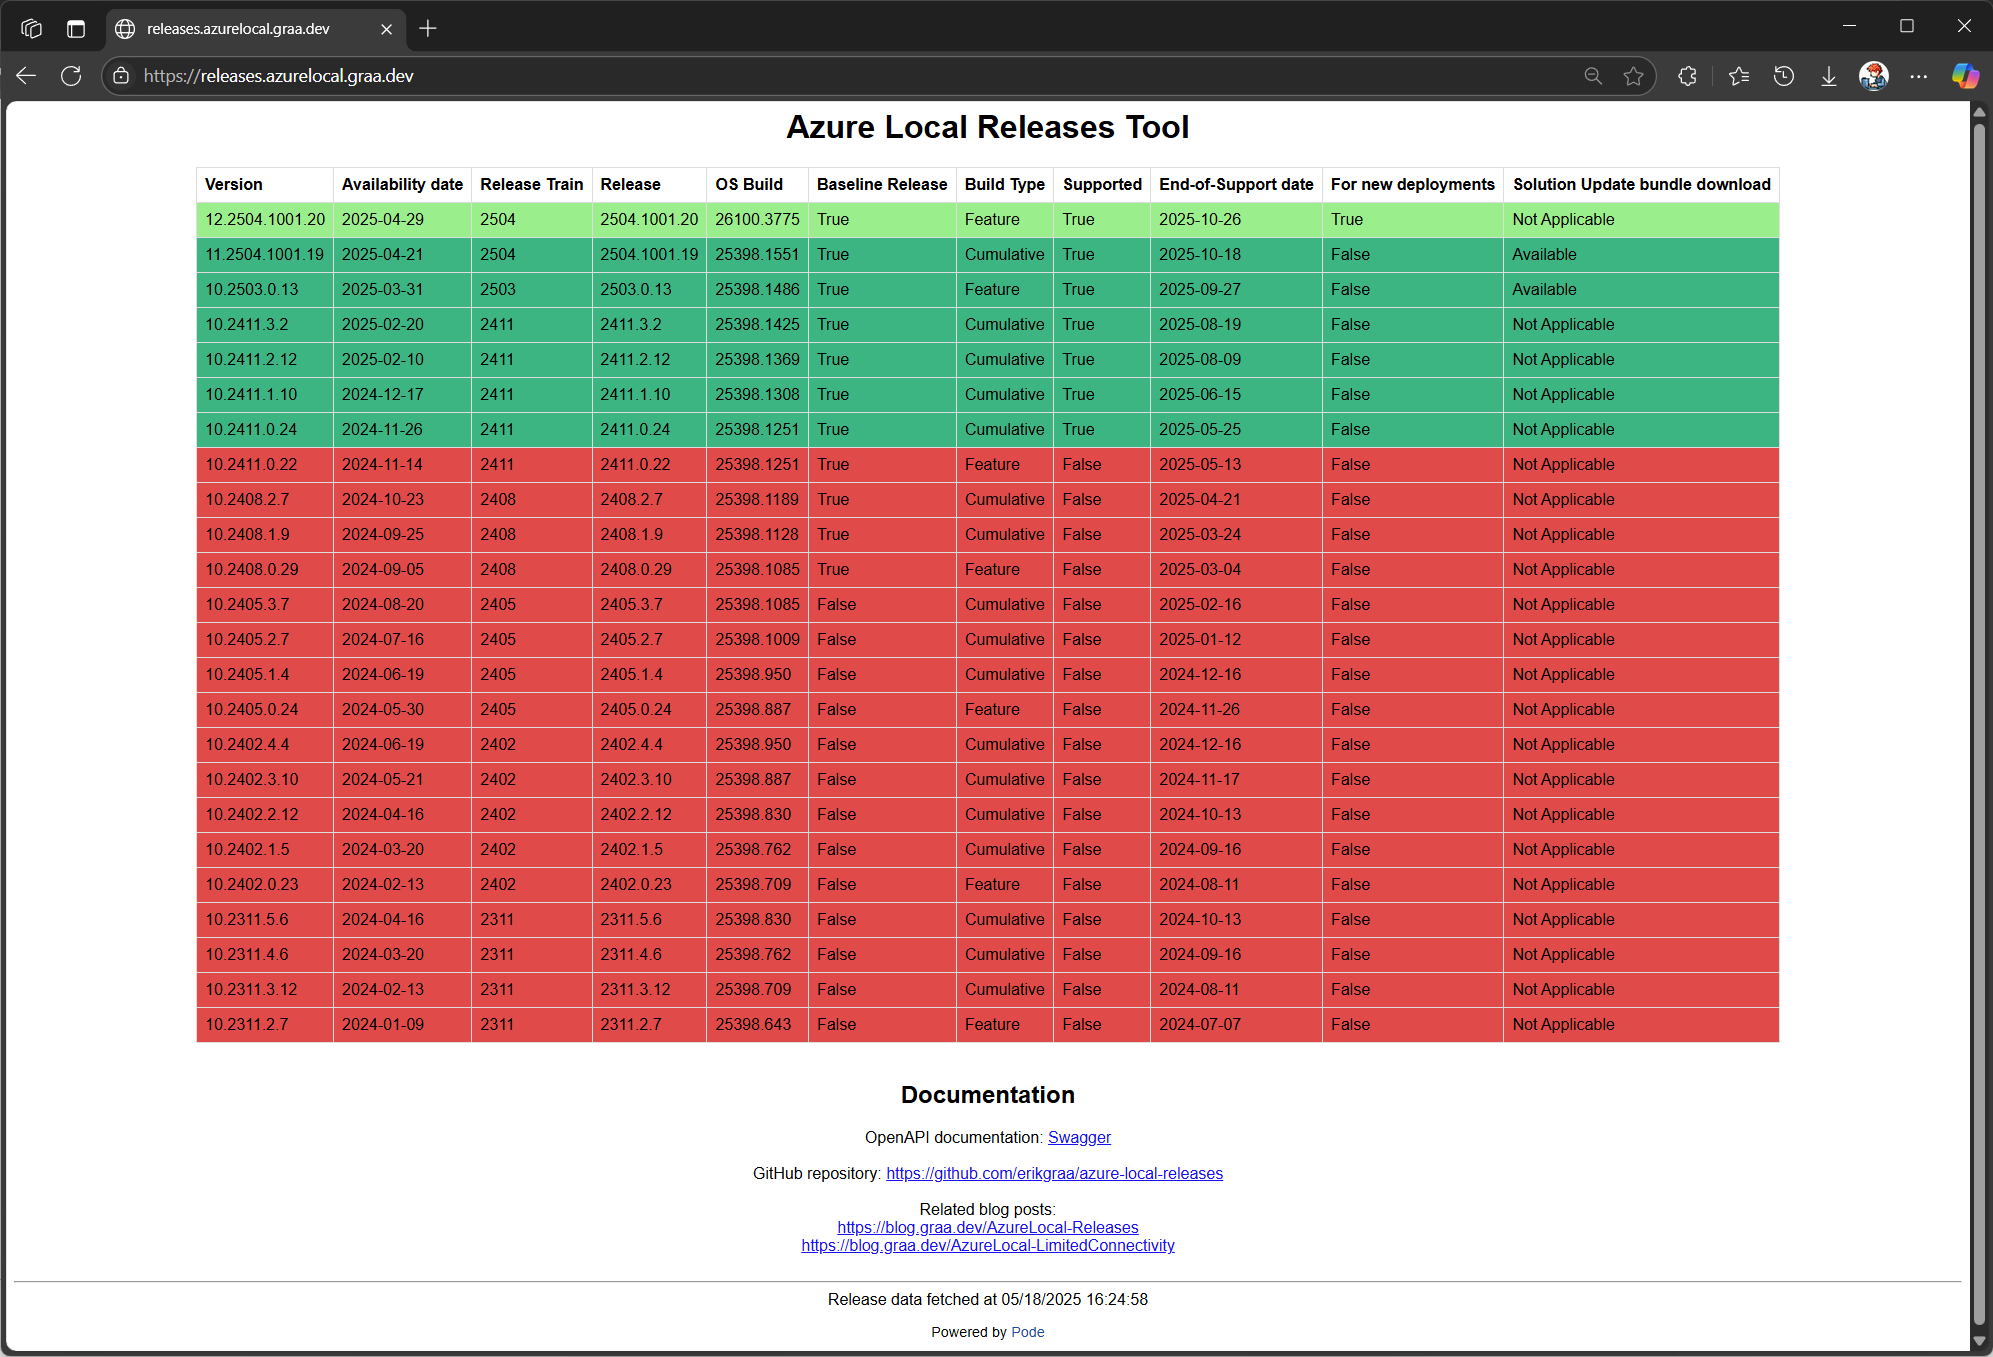 releases.azurelocal.graa.dev
https://releases.azurelocal.graa.dev
Azure Local Releases Tool
Version Availability date Release Train Release OS Build Baseline Release Build Type Supported End-of-Support date For new deployments Solution Update bundle download
12.2504.1001.20 2025-04-29 2504 2504.1001.20 26100.3775 True Feature True 2025-10-26 True Not Applicable
11.2504.1001.19 2025-04-21 2504 2504.1001.19 25398.1551 True Cumulative True 2025-10-18 False Available
10.2503.0.13 2025-03-31 2503 2503.0.13 25398.1486 True Feature True 2025-09-27 False Available
10.2411.3.2 2025-02-20 2411 2411.3.2 25398.1425 True Cumulative True 2025-08-19 False Not Applicable
10.2411.2.12 2025-02-10 2411 2411.2.12 25398.1369 True Cumulative True 2025-08-09 False Not Applicable
10.2411.1.10 2024-12-17 2411 2411.1.10 25398.1308 True Cumulative True 2025-06-15 False Not Applicable
10.2411.0.24 2024-11-26 2411 2411.0.24 25398.1251 True Cumulative True 2025-05-25 False Not Applicable
10.2411.0.22 2024-11-14 2411 2411.0.22 25398.1251 True Feature False 2025-05-13 False Not Applicable
10.2408.2.7 2024-10-23 2408 2408.2.7 25398.1189 True Cumulative False 2025-04-21 False Not Applicable
10.2408.1.9 2024-09-25 2408 2408.1.9 25398.1128 True Cumulative False 2025-03-24 False Not Applicable
10.2408.0.29 2024-09-05 2408 2408.0.29 25398.1085 True Feature False 2025-03-04 False Not Applicable
10.2405.3.7 2024-08-20 2405 2405.3.7 25398.1085 False Cumulative False 2025-02-16 False Not Applicable
10.2405.2.7 2024-07-16 2405 2405.2.7 25398.1009 False Cumulative False 2025-01-12 False Not Applicable
10.2405.1.4 2024-06-19 2405 2405.1.4 25398.950 False Cumulative False 2024-12-16 False Not Applicable
10.2405.0.24 2024-05-30 2405 2405.0.24 25398.887 False Feature False 2024-11-26 False Not Applicable
10.2402.4.4 2024-06-19 2402 2402.4.4 25398.950 False Cumulative False 2024-12-16 False Not Applicable
10.2402.3.10 2024-05-21 2402 2402.3.10 25398.887 False Cumulative False 2024-11-17 False Not Applicable
10.2402.2.12 2024-04-16 2402 2402.2.12 25398.830 False Cumulative False 2024-10-13 False Not Applicable
10.2402.1.5 2024-03-20 2402 2402.1.5 25398.762 False Cumulative False 2024-09-16 False Not Applicable
10.2402.0.23 2024-02-13 2402 2402.0.23 25398.709 False Feature False 2024-08-11 False Not Applicable
10.2311.5.6 2024-04-16 2311 2311.5.6 25398.830 False Cumulative False 2024-10-13 False Not Applicable
10.2311.4.6 2024-03-20 2311 2311.4.6 25398.762 False Cumulative False 2024-09-16 False Not Applicable
10.2311.3.12 2024-02-13 2311 2311.3.12 25398.709 False Cumulative False 2024-08-11 False Not Applicable
10.2311.2.7 2024-01-09 2311 2311.2.7 25398.643 False Feature False 2024-07-07 False Not Applicable
Documentation
OpenAPI documentation: Swagger
GitHub repository: https://github.com/erikgraa/azure-local-releases
Related blog posts:
https://blog.graa.dev/AzureLocal-Releases
https://blog.graa.dev/AzureLocal-LimitedConnectivity
Release data fetched at 05/18/2025 16:24:58
Powered by Pode